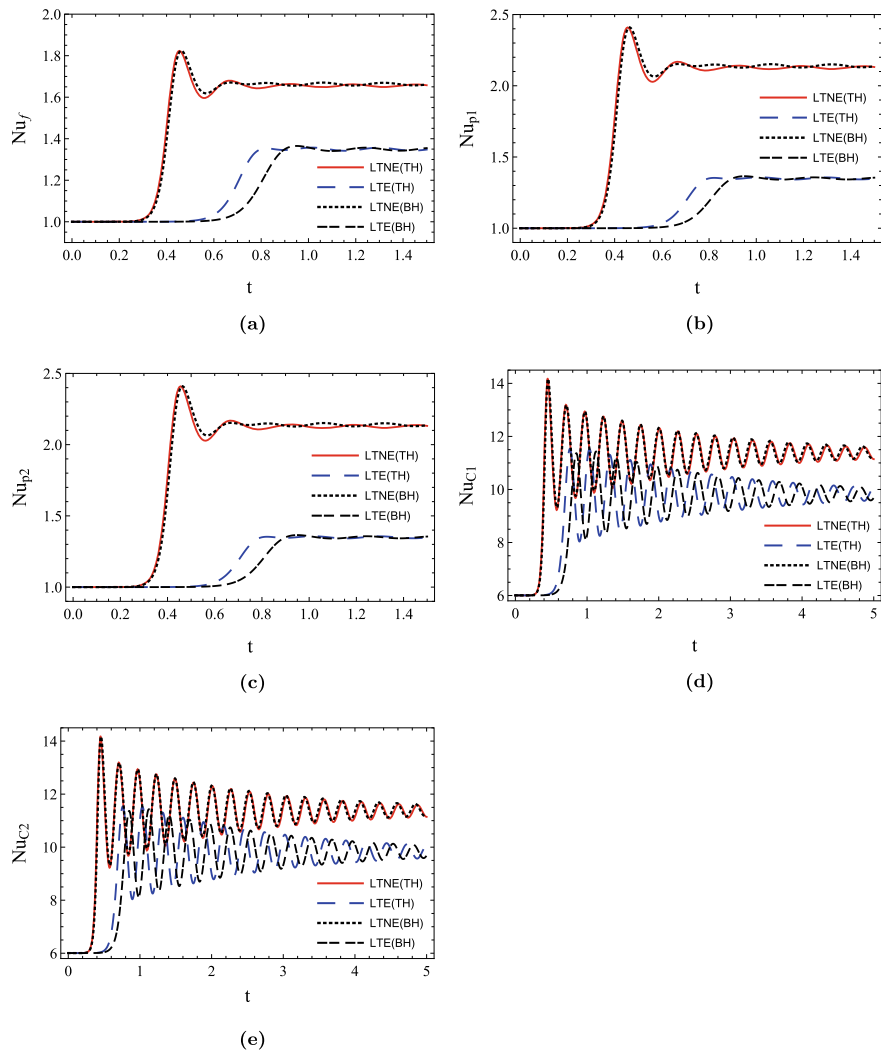 2.0
1.8
1.6
1.4
1.2
1.0
Nu_f
LTNE(TH)
LTE(TH)
LTNE(BH)
LTE(BH)
0.0 0.2 0.4 0.6 0.8 1.0 1.2 1.4
t
(a)
2.5
2.0
1.5
1.0
Nu_p1
LTNE(TH)
LTE(TH)
LTNE(BH)
LTE(BH)
0.0 0.2 0.4 0.6 0.8 1.0 1.2 1.4
t
(b)
2.5
2.0
1.5
1.0
Nu_p2
LTNE(TH)
LTE(TH)
LTNE(BH)
LTE(BH)
0.0 0.2 0.4 0.6 0.8 1.0 1.2 1.4
t
(c)
14
12
10
8
6
Nu_C1
LTNE(TH)
LTE(TH)
LTNE(BH)
LTE(BH)
0 1 2 3 4 5
t
(d)
14
12
10
8
6
Nu_C2
LTNE(TH)
LTE(TH)
LTNE(BH)
LTE(BH)
0 1 2 3 4 5
t
(e)